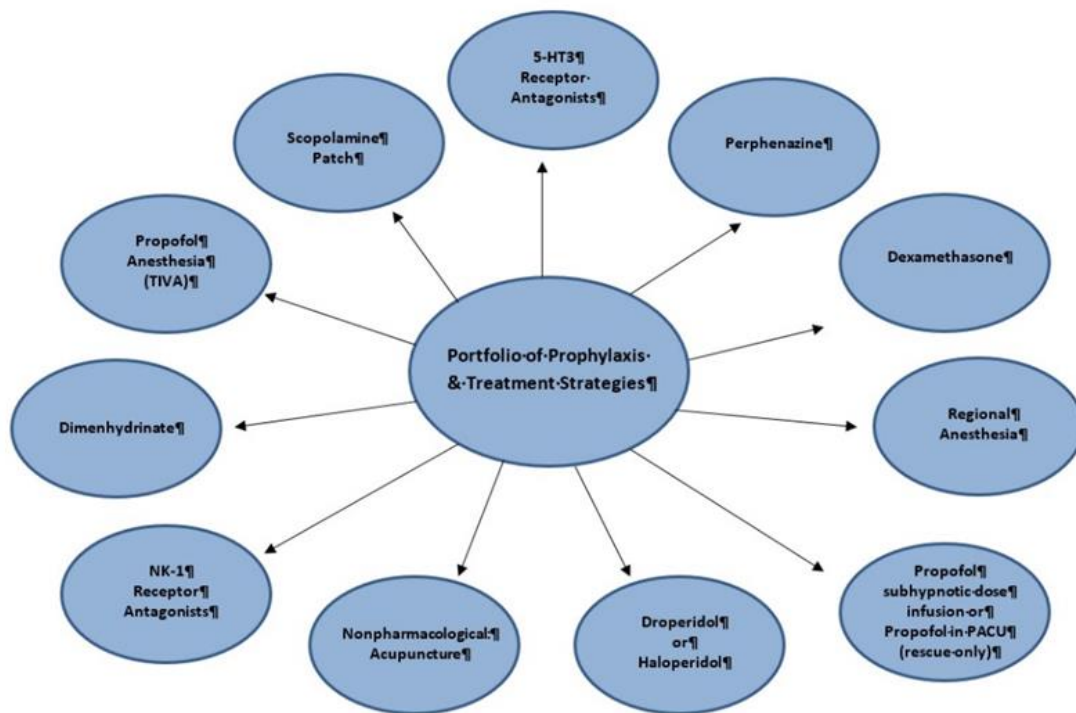 5-HT3¶
Receptor·
Antagonists¶
Scopolamine¶
Patch¶
Perphenazine¶
Propofol¶
Anesthesia¶
(TIVA)¶
Dexamethasone¶
Portfolio·of·Prophylaxis·
&·Treatment·Strategies¶
Dimenhydrinate¶
Regional¶
Anesthesia¶
NK-1¶
Receptor¶
Antagonists¶
Nonpharmacological:¶
Acupuncture¶
Droperidol¶
or¶
Haloperidol¶
Propofol¶
subhypnotic·dose¶
infusion·or¶
Propofol·in·PACU¶
(rescue·only)¶